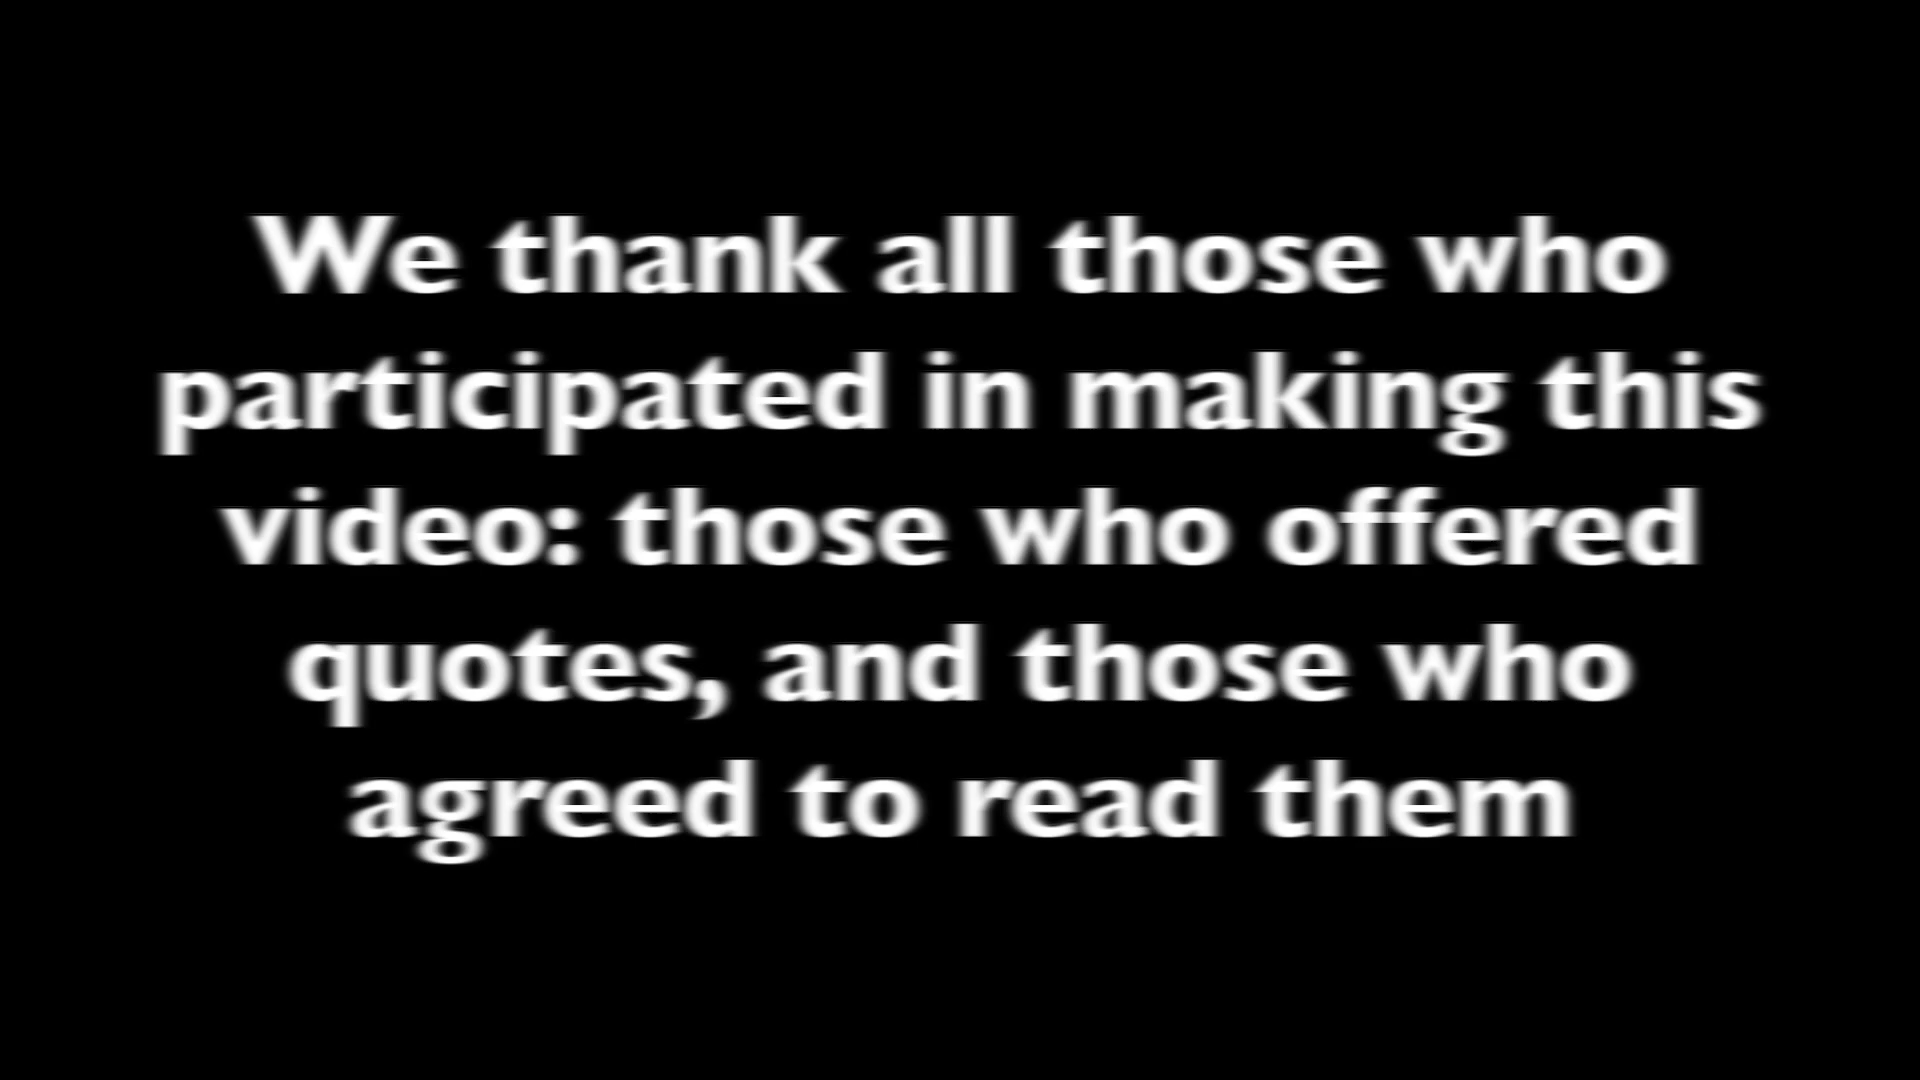 We thank all those who
participated in making this
video: those who offered
quotes, and those who
agreed to read them